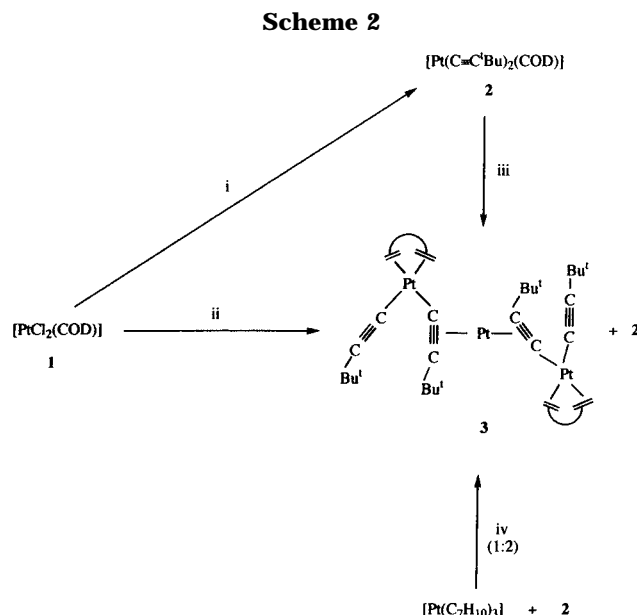 Scheme 2
[Pt(C≡CᵗBu)₂(COD)]
2
i
iii
Buᵗ
Buᵗ
Pt
C
C
C
C
C
C
C
C
[PtCl₂(COD)]
ii
Pt
+ 2
1
Buᵗ
Buᵗ
Pt
3
iv
(1:2)
[Pt(C₇H₁₀)₃] + 2